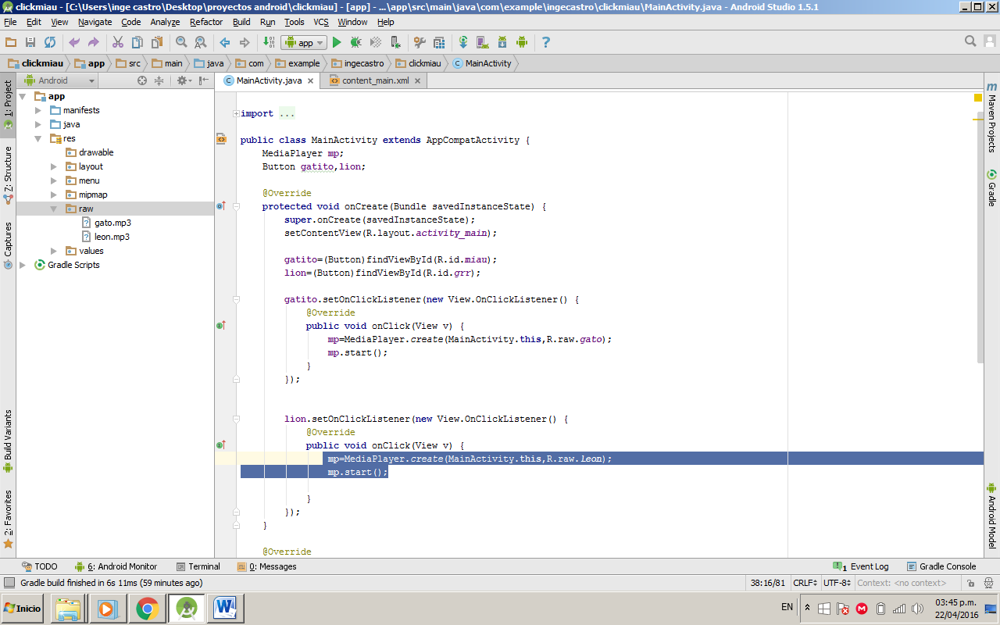 clickmiau - [C:\Users\inge castro\Desktop\proyectos android\clickmiau] - [app] - ...\app\src\main\java\com\example\ingecastro\clickmiau\MainActivity.java - Android Studio 1.5.1
File Edit View Navigate Code Analyze Refactor Build Run Tools VCS Window Help
app
clickmiau app src main java com example ingecastro clickmiau MainActivity
Android
MainActivity.java content_main.xml
1: Project
7: Structure
Captures
Build Variants
2: Favorites
app
manifests
java
res
drawable
layout
menu
mipmap
raw
gato.mp3
leon.mp3
values
Gradle Scripts
import ...
public class MainActivity extends AppCompatActivity {
MediaPlayer mp;
Button gatito,lion;
@Override
protected void onCreate(Bundle savedInstanceState) {
super.onCreate(savedInstanceState);
setContentView(R.layout.activity_main);
gatito=(Button)findViewById(R.id.miau);
lion=(Button)findViewById(R.id.grr);
gatito.setOnClickListener(new View.OnClickListener() {
@Override
public void onClick(View v) {
mp=MediaPlayer.create(MainActivity.this,R.raw.gato);
mp.start();
}
});
lion.setOnClickListener(new View.OnClickListener() {
@Override
public void onClick(View v) {
mp=MediaPlayer.create(MainActivity.this,R.raw.leon);
mp.start();
}
});
}
@Override
Maven Projects
Gradle
Android Model
TODO 6: Android Monitor Terminal 0: Messages 1 Event Log Gradle Console
Gradle build finished in 6s 11ms (59 minutes ago) 38:16/81 CRLF UTF-8 Context: <no context>
Inicio EN 03:45 p.m.
22/04/2016